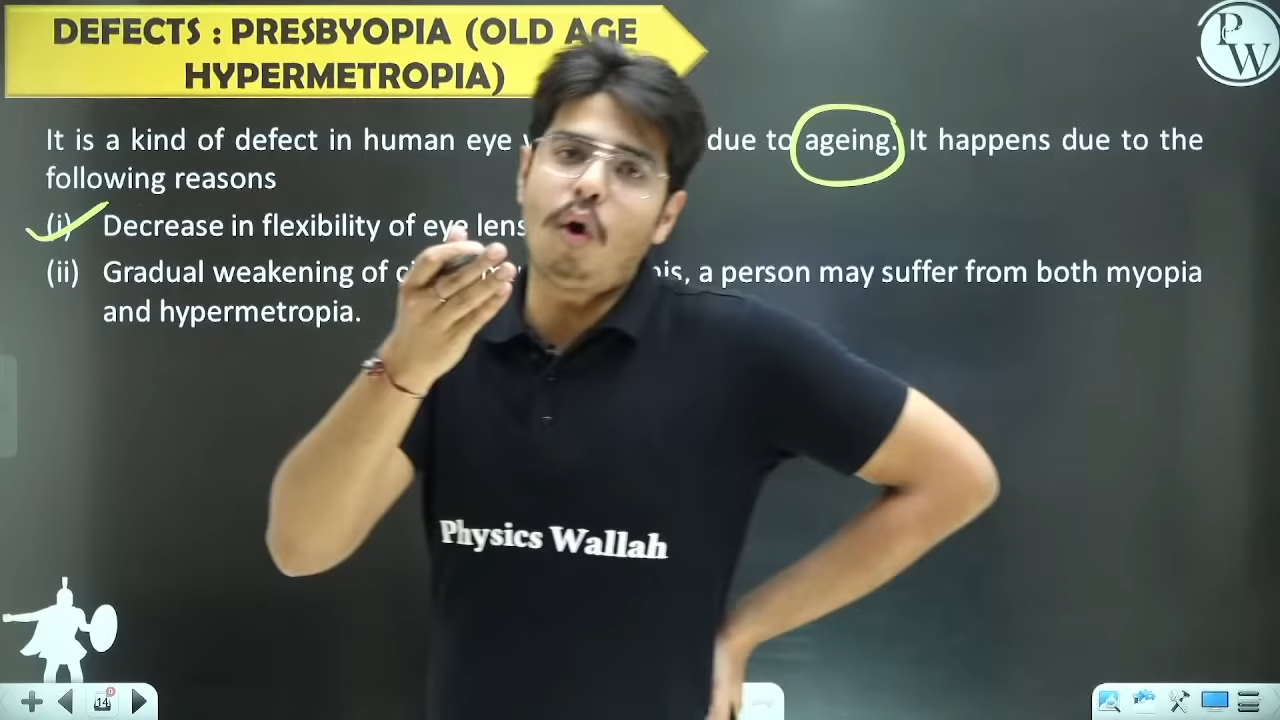 DEFECTS : PRESBYOPIA (OLD AGE
HYPERMETROPIA)
PW
It is a kind of defect in human eye due to ageing. It happens due to the
following reasons
(i) Decrease in flexibility of eye lens
(ii) Gradual weakening of a person may suffer from both myopia
and hypermetropia.
Physics Wallah
14